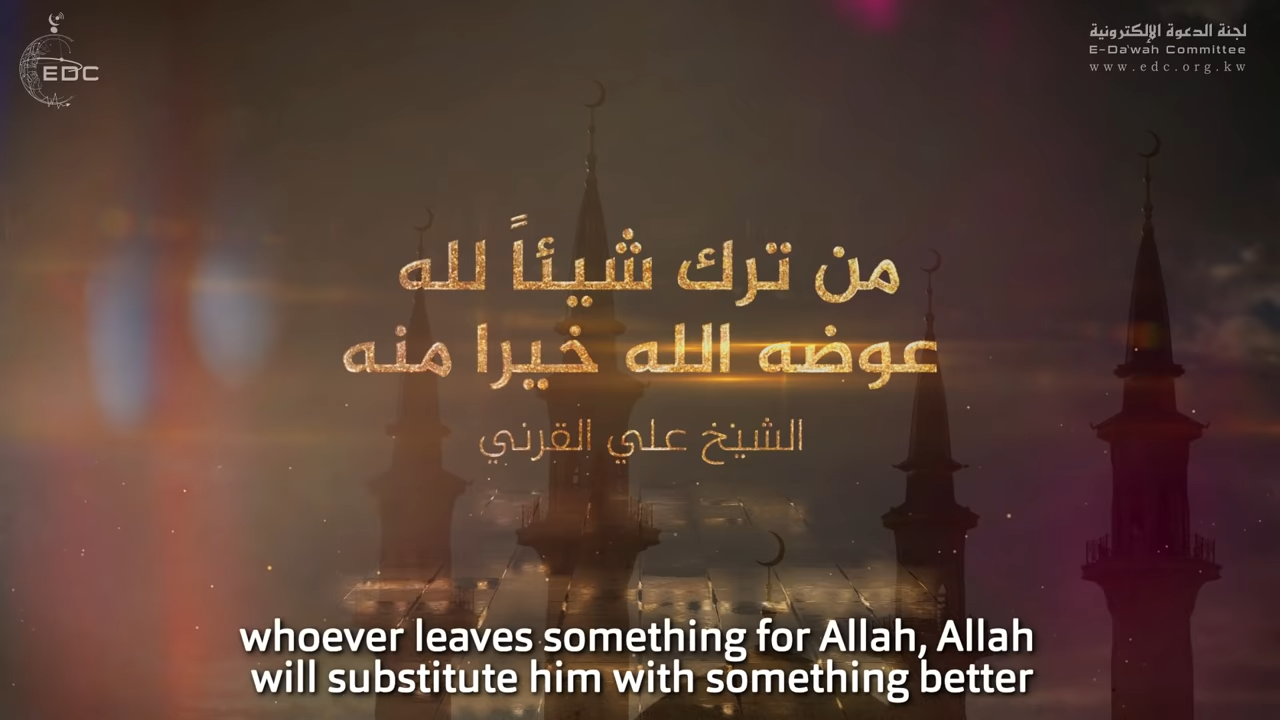 EDC
لجنة الدعوة الإلكترونية
E-Da'wah Committee
www.edc.org.kw
من ترك شيئاً لله
عوضه الله خيرا منه
الشيخ علي القرني
whoever leaves something for Allah, Allah
will substitute him with something better